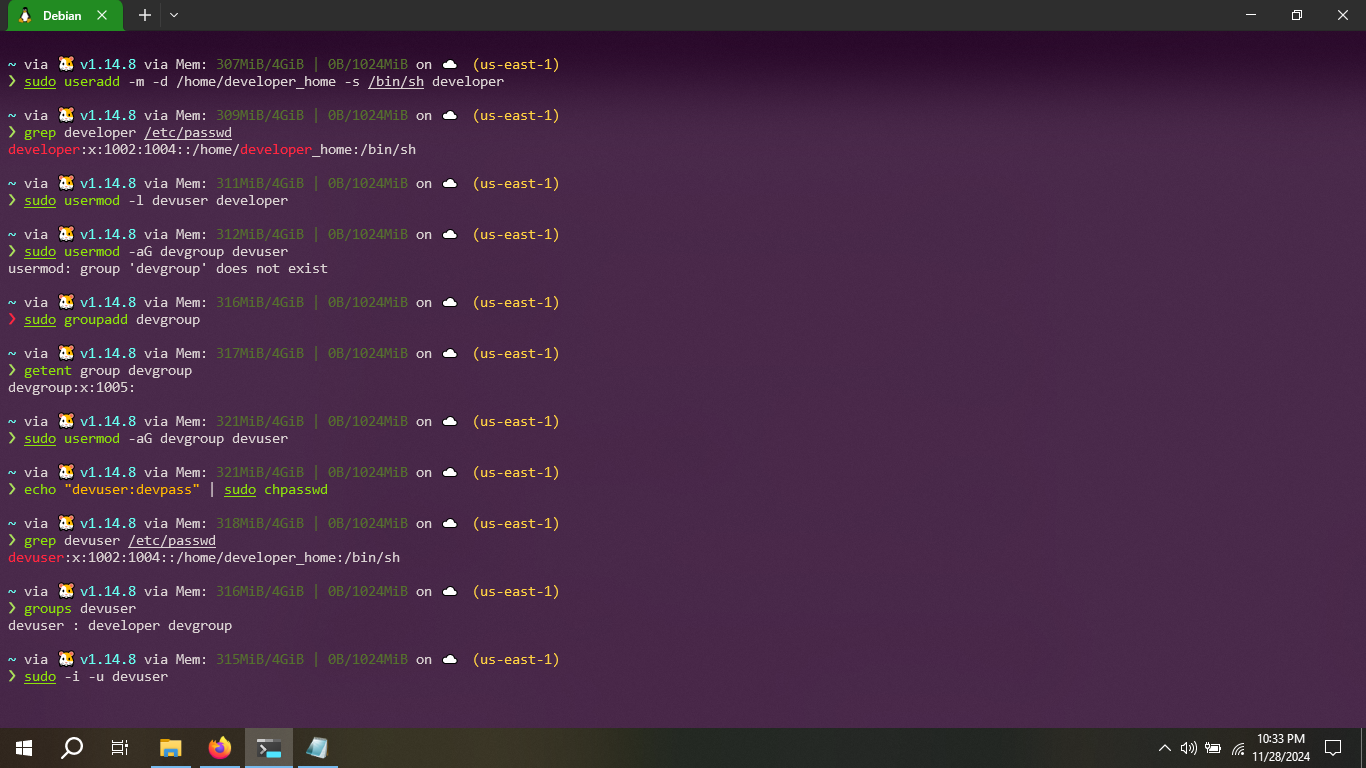 Debian
~ via 🐹 v1.14.8 via Mem: 307MiB/4GiB | 0B/1024MiB on ☁ (us-east-1)
❯ sudo useradd -m -d /home/developer_home -s /bin/sh developer
~ via 🐹 v1.14.8 via Mem: 309MiB/4GiB | 0B/1024MiB on ☁ (us-east-1)
❯ grep developer /etc/passwd
developer:x:1002:1004::/home/developer_home:/bin/sh
~ via 🐹 v1.14.8 via Mem: 311MiB/4GiB | 0B/1024MiB on ☁ (us-east-1)
❯ sudo usermod -l devuser developer
~ via 🐹 v1.14.8 via Mem: 312MiB/4GiB | 0B/1024MiB on ☁ (us-east-1)
❯ sudo usermod -aG devgroup devuser
usermod: group 'devgroup' does not exist
~ via 🐹 v1.14.8 via Mem: 316MiB/4GiB | 0B/1024MiB on ☁ (us-east-1)
❯ sudo groupadd devgroup
~ via 🐹 v1.14.8 via Mem: 317MiB/4GiB | 0B/1024MiB on ☁ (us-east-1)
❯ getent group devgroup
devgroup:x:1005:
~ via 🐹 v1.14.8 via Mem: 321MiB/4GiB | 0B/1024MiB on ☁ (us-east-1)
❯ sudo usermod -aG devgroup devuser
~ via 🐹 v1.14.8 via Mem: 321MiB/4GiB | 0B/1024MiB on ☁ (us-east-1)
❯ echo "devuser:devpass" | sudo chpasswd
~ via 🐹 v1.14.8 via Mem: 318MiB/4GiB | 0B/1024MiB on ☁ (us-east-1)
❯ grep devuser /etc/passwd
devuser:x:1002:1004::/home/developer_home:/bin/sh
~ via 🐹 v1.14.8 via Mem: 316MiB/4GiB | 0B/1024MiB on ☁ (us-east-1)
❯ groups devuser
devuser : developer devgroup
~ via 🐹 v1.14.8 via Mem: 315MiB/4GiB | 0B/1024MiB on ☁ (us-east-1)
❯ sudo -i -u devuser
10:33 PM
11/28/2024